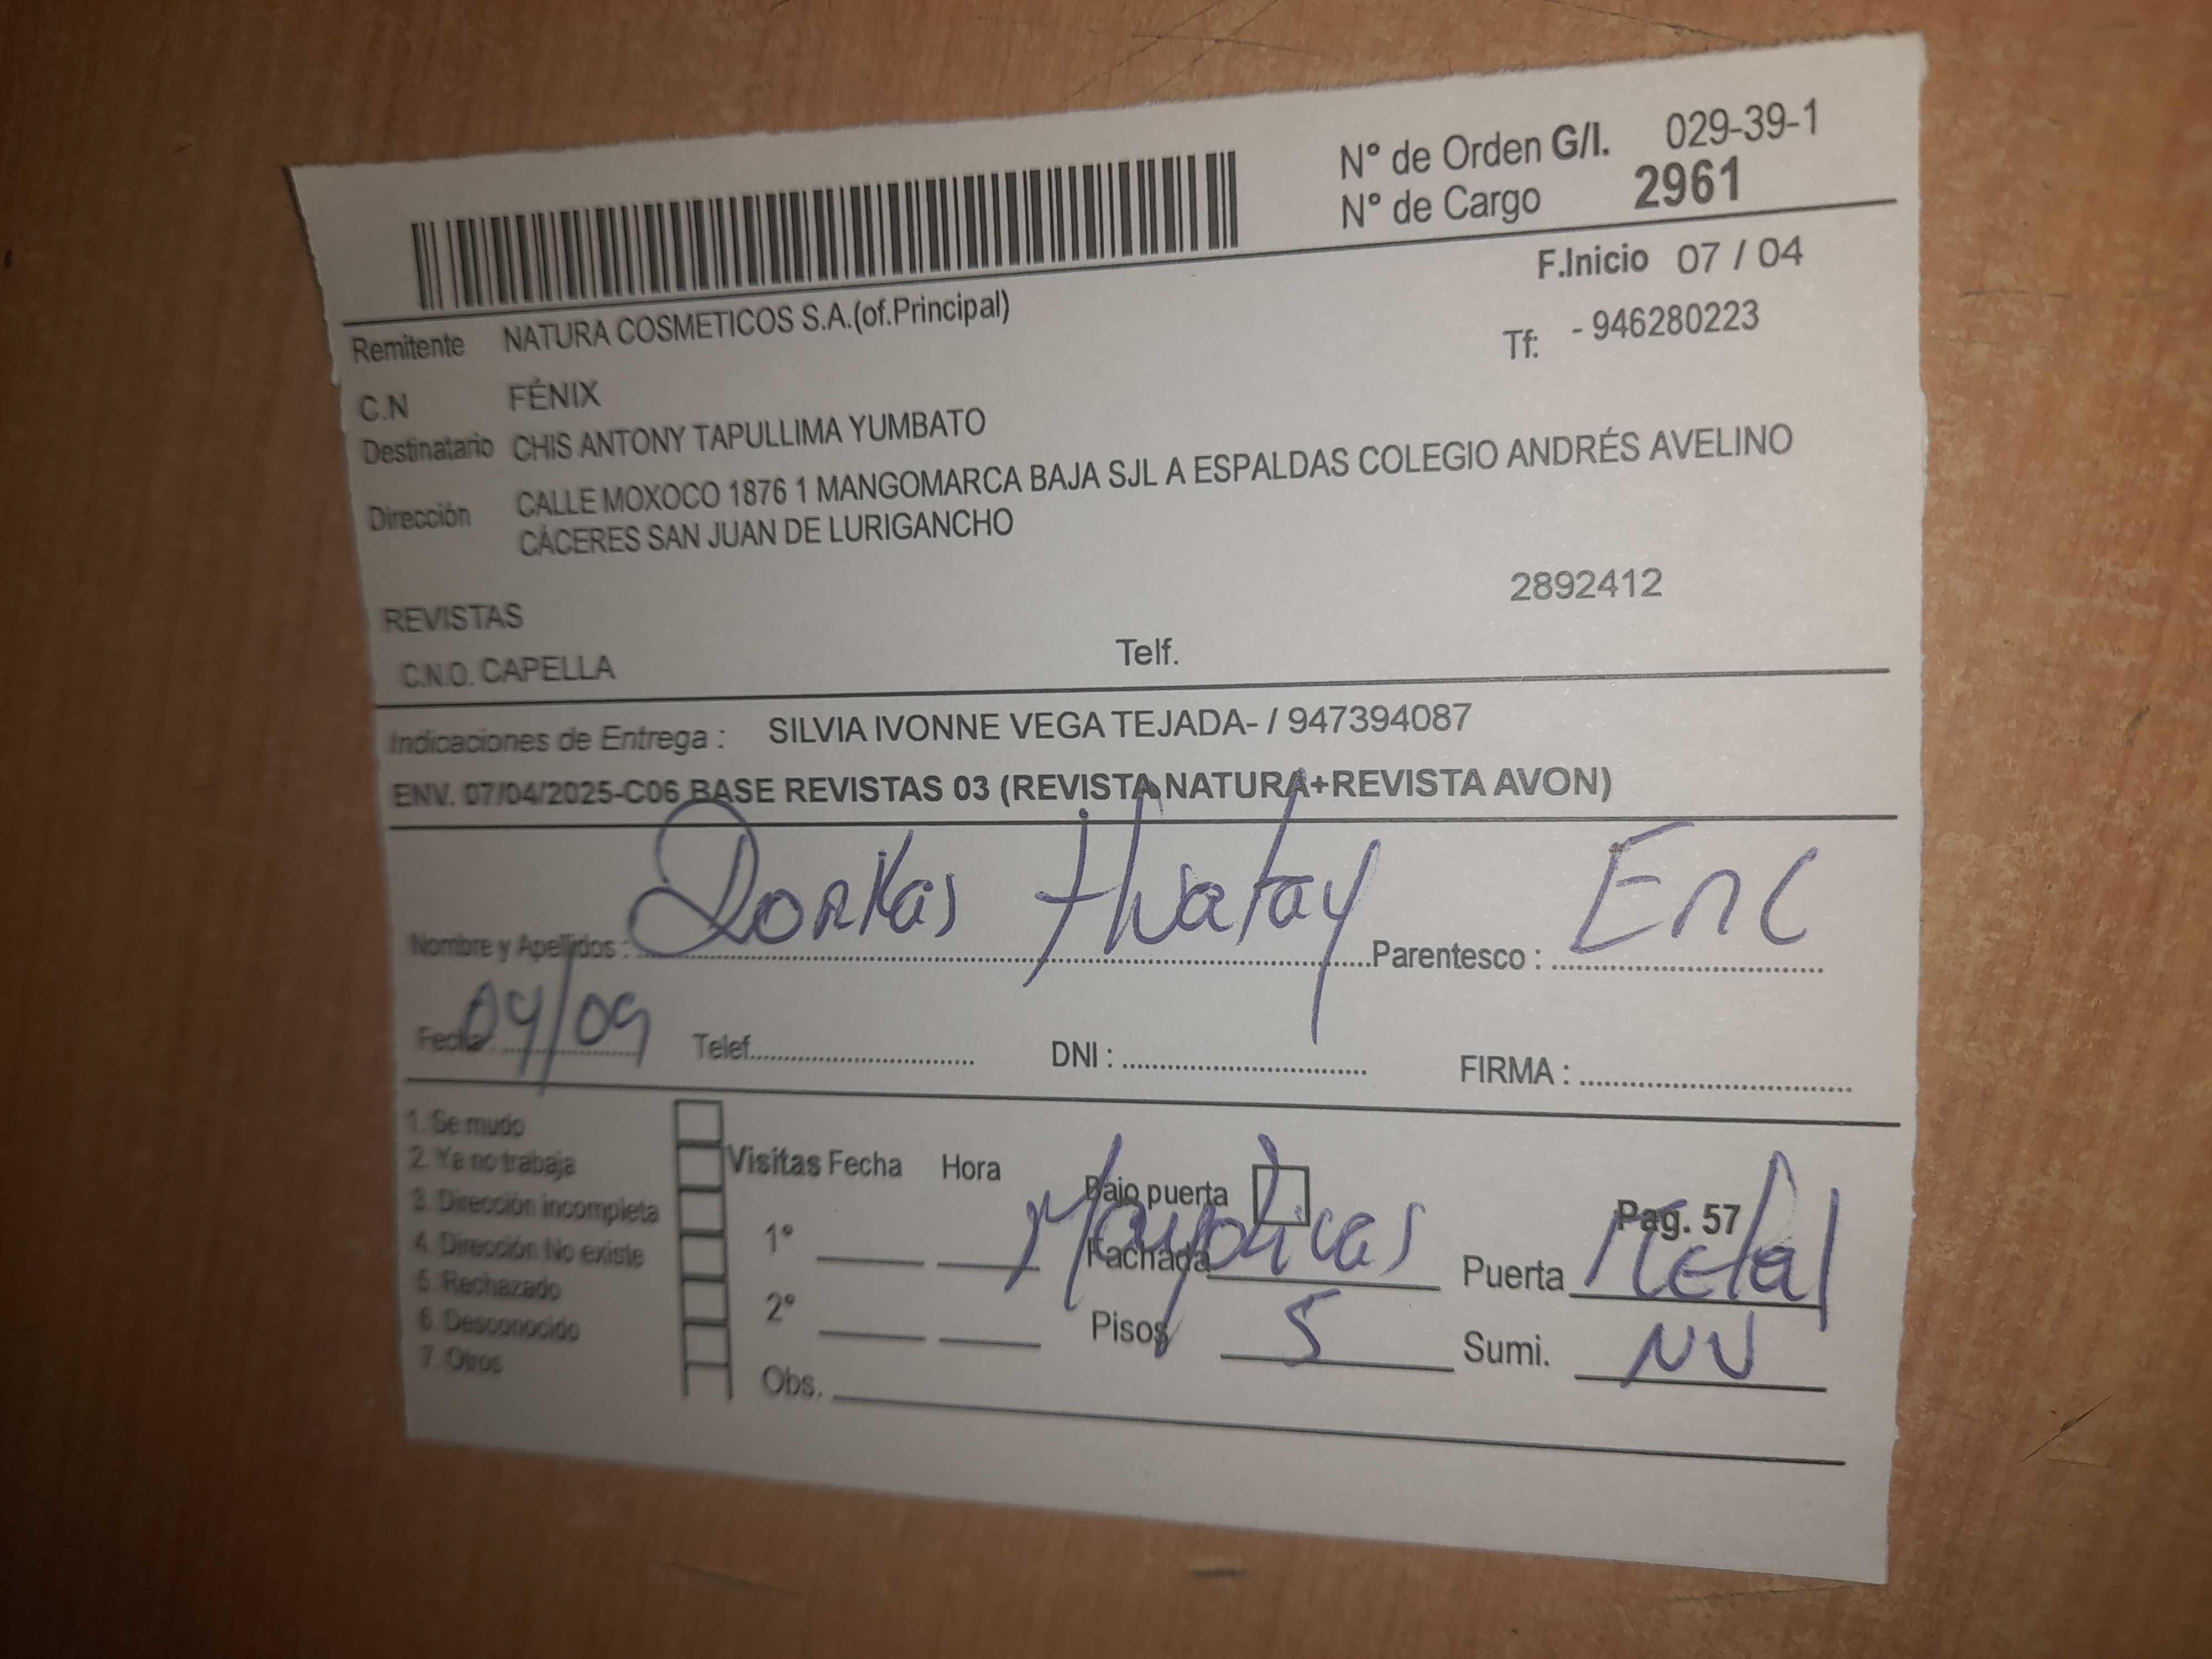 Nº de Orden G/I. 029-39-1
Nº de Cargo 2961
F.Inicio 07 / 04
Remitente NATURA COSMETICOS S.A.(of.Principal)
Tf: - 946280223
C.N FÉNIX
Destinatario CHIS ANTONY TAPULLIMA YUMBATO
Dirección CALLE MOXOCO 1876 1 MANGOMARCA BAJA SJL A ESPALDAS COLEGIO ANDRÉS AVELINO
CÁCERES SAN JUAN DE LURIGANCHO
2892412
REVISTAS
C.N.O. CAPELLA Telf.
Indicaciones de Entrega : SILVIA IVONNE VEGA TEJADA- / 947394087
ENV. 07/04/2025-C06 BASE REVISTAS 03 (REVISTA NATURA+REVISTA AVON)
Nombre y Apellidos : Dorkas Parentesco : Enc
Fecha : 04/09 Telef. DNI : FIRMA :
1. Se mudo
2. Ya no trabaja
3. Dirección incompleta
4. Dirección No existe
5. Rechazado
6. Desconocido
7. Otros
Visitas Fecha Hora
1º
2º
Obs.
Bajo puerta Pag. 57
Fachada Mayolicas Puerta Metal
Pisos 5 Sumi. NV